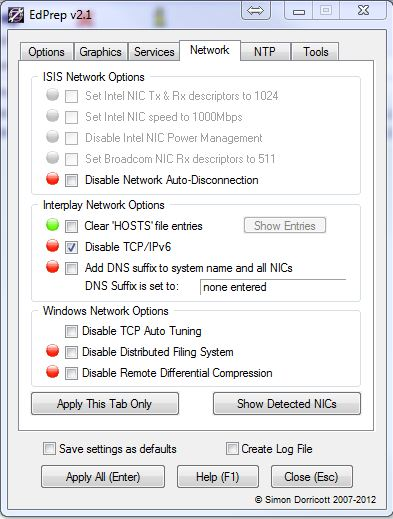 EdPrep v2.1
Options Graphics Services Network NTP Tools
ISIS Network Options
Set Intel NIC Tx & Rx descriptors to 1024
Set Intel NIC speed to 1000Mbps
Disable Intel NIC Power Management
Set Broadcom NIC Rx descriptors to 511
Disable Network Auto-Disconnection
Interplay Network Options
Clear 'HOSTS' file entries Show Entries
Disable TCP/IPv6
Add DNS suffix to system name and all NICs
DNS Suffix is set to: none entered
Windows Network Options
Disable TCP Auto Tuning
Disable Distributed Filing System
Disable Remote Differential Compression
Apply This Tab Only Show Detected NICs
Save settings as defaults Create Log File
Apply All (Enter) Help (F1) Close (Esc)
© Simon Dorricott 2007-2012